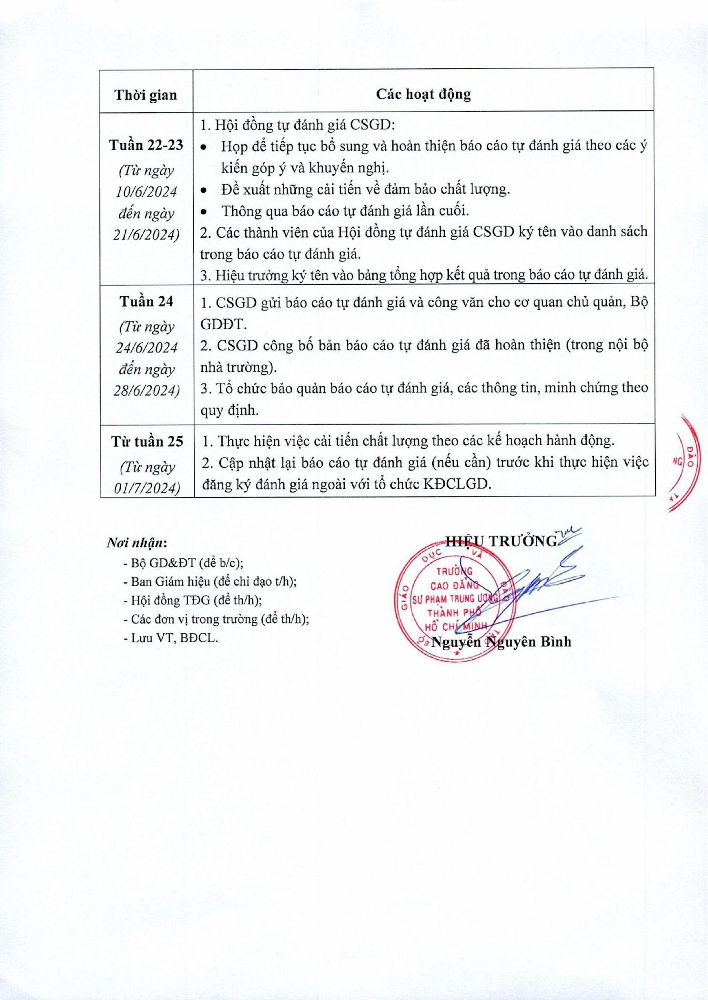 Thời gian
Các hoạt động
Tuần 22-23
(Từ ngày
10/6/2024
đến ngày
21/6/2024)
1. Hội đồng tự đánh giá CSGD:
• Họp để tiếp tục bổ sung và hoàn thiện báo cáo tự đánh giá theo các ý
kiến góp ý và khuyến nghị.
• Đề xuất những cải tiến về đảm bảo chất lượng.
• Thông qua báo cáo tự đánh giá lần cuối.
2. Các thành viên của Hội đồng tự đánh giá CSGD ký tên vào danh sách
trong báo cáo tự đánh giá.
3. Hiệu trưởng ký tên vào bảng tổng hợp kết quả trong báo cáo tự đánh giá.
Tuần 24
(Từ ngày
24/6/2024
đến ngày
28/6/2024)
1. CSGD gửi báo cáo tự đánh giá và công văn cho cơ quan chủ quản, Bộ
GDĐT.
2. CSGD công bố bản báo cáo tự đánh giá đã hoàn thiện (trong nội bộ
nhà trường).
3. Tổ chức bảo quản báo cáo tự đánh giá, các thông tin, minh chứng theo
quy định.
Từ tuần 25
(Từ ngày
01/7/2024)
1. Thực hiện việc cải tiến chất lượng theo các kế hoạch hành động.
2. Cập nhật lại báo cáo tự đánh giá (nếu cần) trước khi thực hiện việc
đăng ký đánh giá ngoài với tổ chức KĐCLGD.
ĐÀO
NG
Nơi nhận:
- Bộ GD&ĐT (để b/c);
- Ban Giám hiệu (để chỉ đạo t/h);
- Hội đồng TĐG (để th/h);
- Các đơn vị trong trường (để th/h);
- Lưu VT, BĐCL.
HIỆU TRƯỞNG
BỘ GIÁO DỤC VÀ ĐÀO TẠO
TRƯỜNG
CAO ĐẲNG
SƯ PHẠM TRUNG ƯƠNG
THÀNH PHỐ
HỒ CHÍ MINH
Nguyễn Nguyên Bình